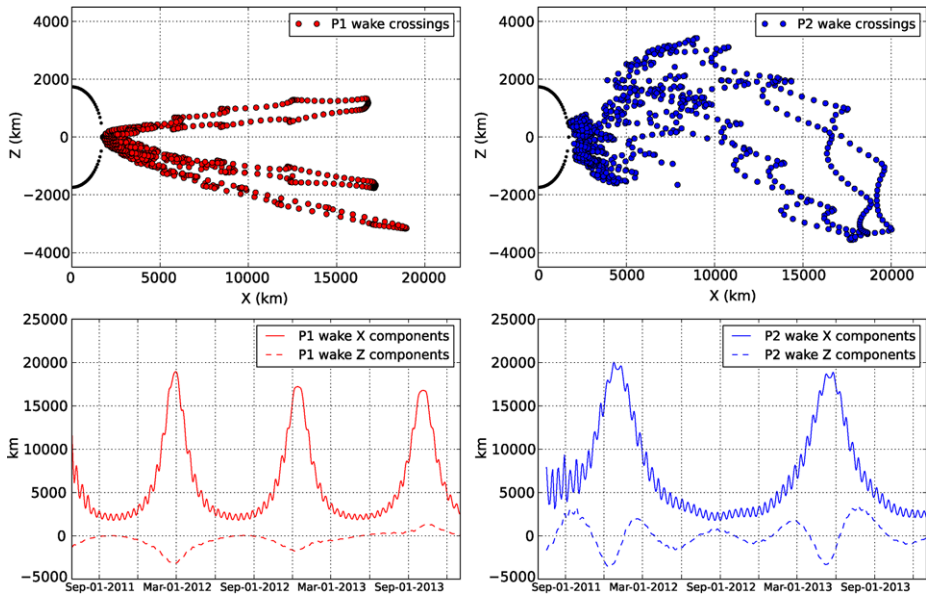 P1 wake crossings
4000
2000
0
−2000
−4000
Z (km)
0 5000 10000 15000 20000
X (km)
P2 wake crossings
4000
2000
0
−2000
−4000
Z (km)
0 5000 10000 15000 20000
X (km)
P1 wake X components
P1 wake Z components
25000
20000
15000
10000
5000
0
−5000
km
Sep-01-2011 Mar-01-2012 Sep-01-2012 Mar-01-2013 Sep-01-2013
P2 wake X components
P2 wake Z components
25000
20000
15000
10000
5000
0
−5000
km
Sep-01-2011 Mar-01-2012 Sep-01-2012 Mar-01-2013 Sep-01-2013